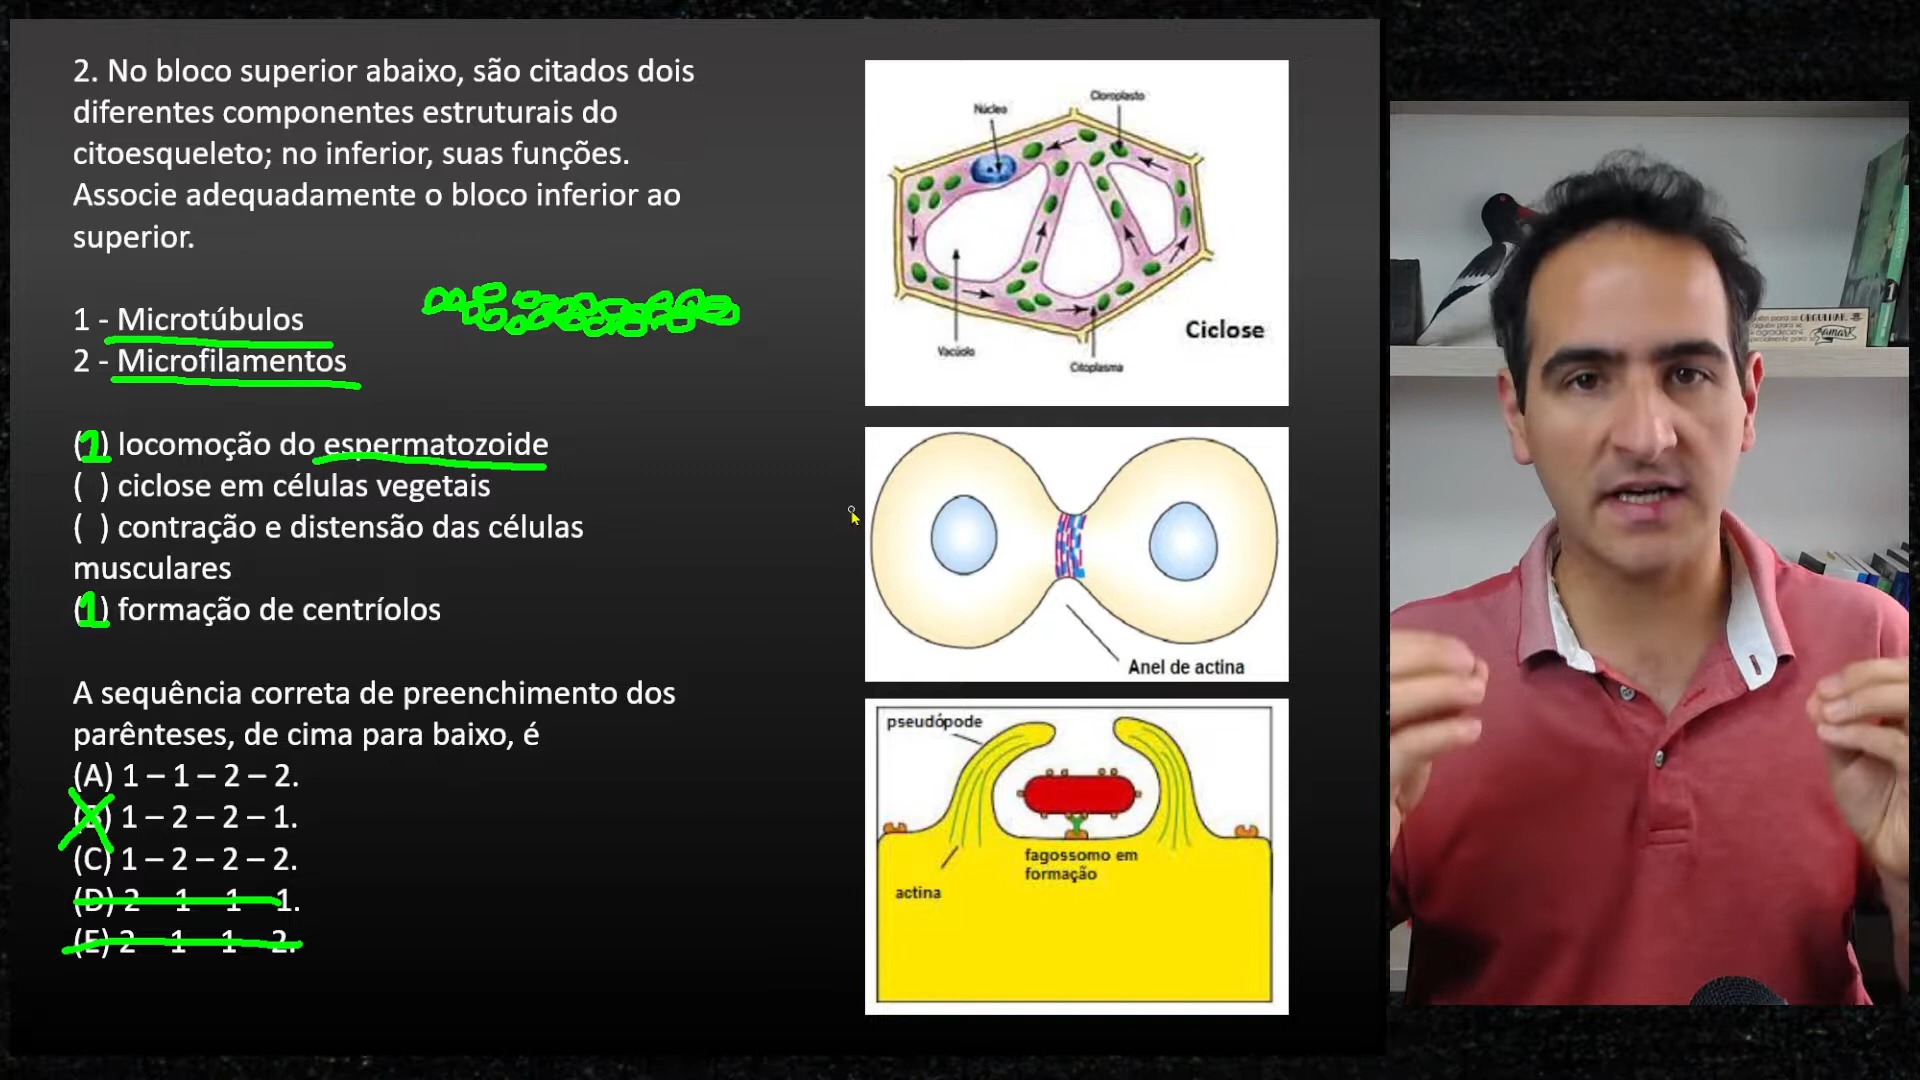 2. No bloco superior abaixo, são citados dois
diferentes componentes estruturais do
citoesqueleto; no inferior, suas funções.
Associe adequadamente o bloco inferior ao
superior.
1 - Microtúbulos
2 - Microfilamentos
(1) locomoção do espermatozoide
( ) ciclose em células vegetais
( ) contração e distensão das células
musculares
(1) formação de centríolos
A sequência correta de preenchimento dos
parênteses, de cima para baixo, é
(A) 1 – 1 – 2 – 2.
(B) 1 – 2 – 2 – 1.
(C) 1 – 2 – 2 – 2.
(D) 2 – 1 – 1 – 1.
(E) 2 – 1 – 1 – 2.
Núcleo
Cloroplasto
Vacúolo
Citoplasma
Ciclose
Anel de actina
pseudópode
fagossomo em
formação
actina
ORGULHAR